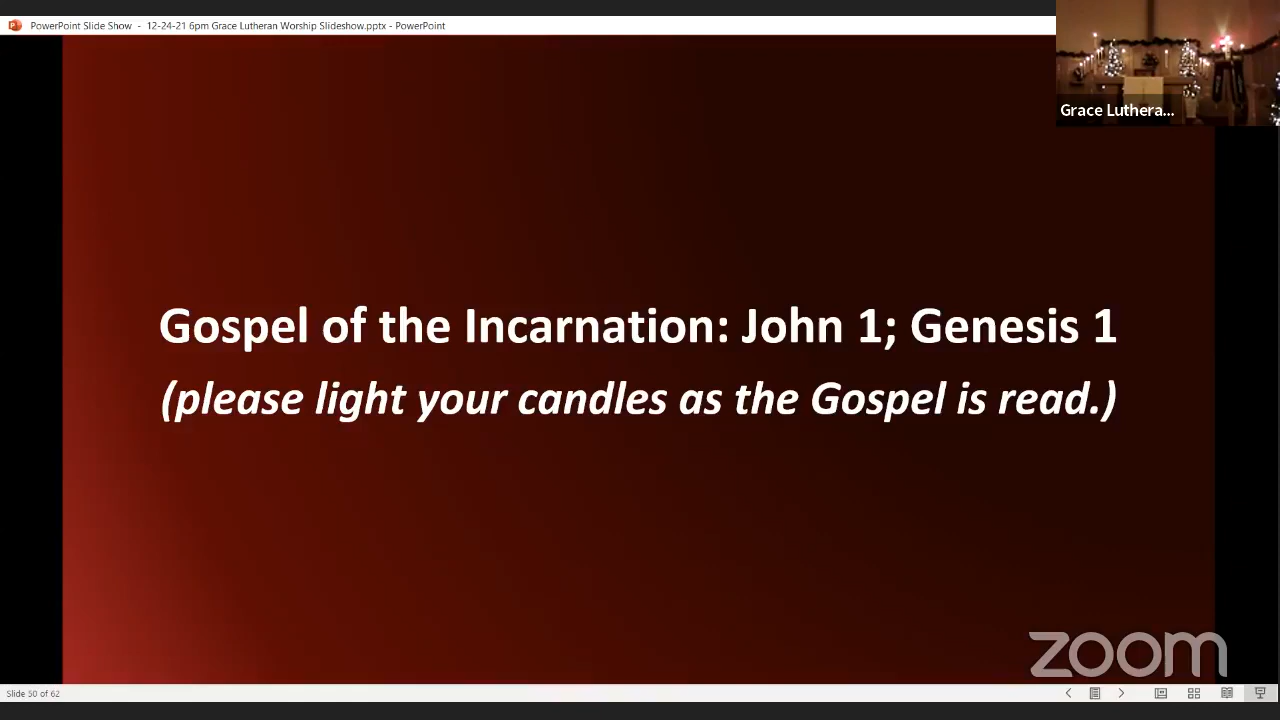 PowerPoint Slide Show - 12-24-21 6pm Grace Lutheran Worship Slideshow.pptx - PowerPoint
Grace Luthera...
Gospel of the Incarnation: John 1; Genesis 1
(please light your candles as the Gospel is read.)
zoom
Slide 50 of 62